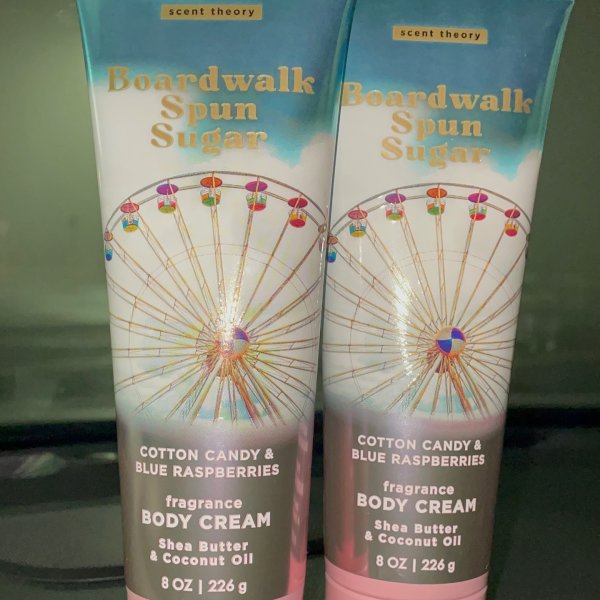 scent theory
Boardwalk
Spun
Sugar
COTTON CANDY &
BLUE RASPBERRIES
fragrance
BODY CREAM
Shea Butter
& Coconut Oil
8 OZ | 226 g
scent theory
Boardwalk
Spun
Sugar
COTTON CANDY &
BLUE RASPBERRIES
fragrance
BODY CREAM
Shea Butter
& Coconut Oil
8 OZ | 226 g